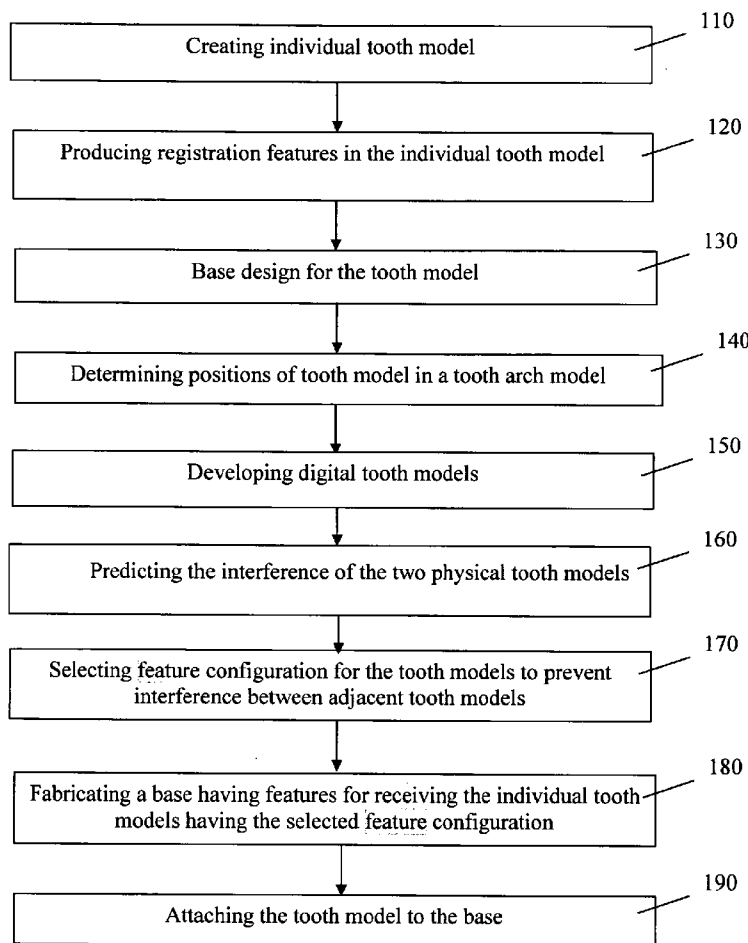 110
Creating individual tooth model
120
Producing registration features in the individual tooth model
130
Base design for the tooth model
140
Determining positions of tooth model in a tooth arch model
150
Developing digital tooth models
160
Predicting the interference of the two physical tooth models
170
Selecting feature configuration for the tooth models to prevent
interference between adjacent tooth models
180
Fabricating a base having features for receiving the individual tooth
models having the selected feature configuration
190
Attaching the tooth model to the base